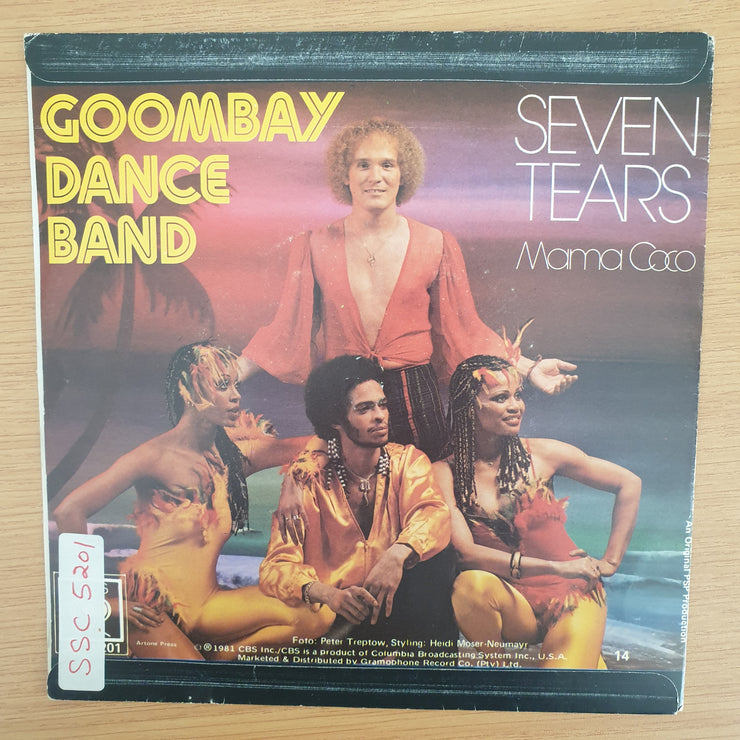 GOOMBAY
DANCE
BAND
SEVEN
TEARS
Mama Coco
An Original PSP Production
SSC 5201
S
201
Artone Press
Foto: Peter Treptow, Styling: Heidi Moser-Neumayr
©℗1981 CBS Inc./CBS is a product of Columbia Broadcasting System Inc., U.S.A.
Marketed & Distributed by Gramophone Record Co. (Pty) Ltd.
14